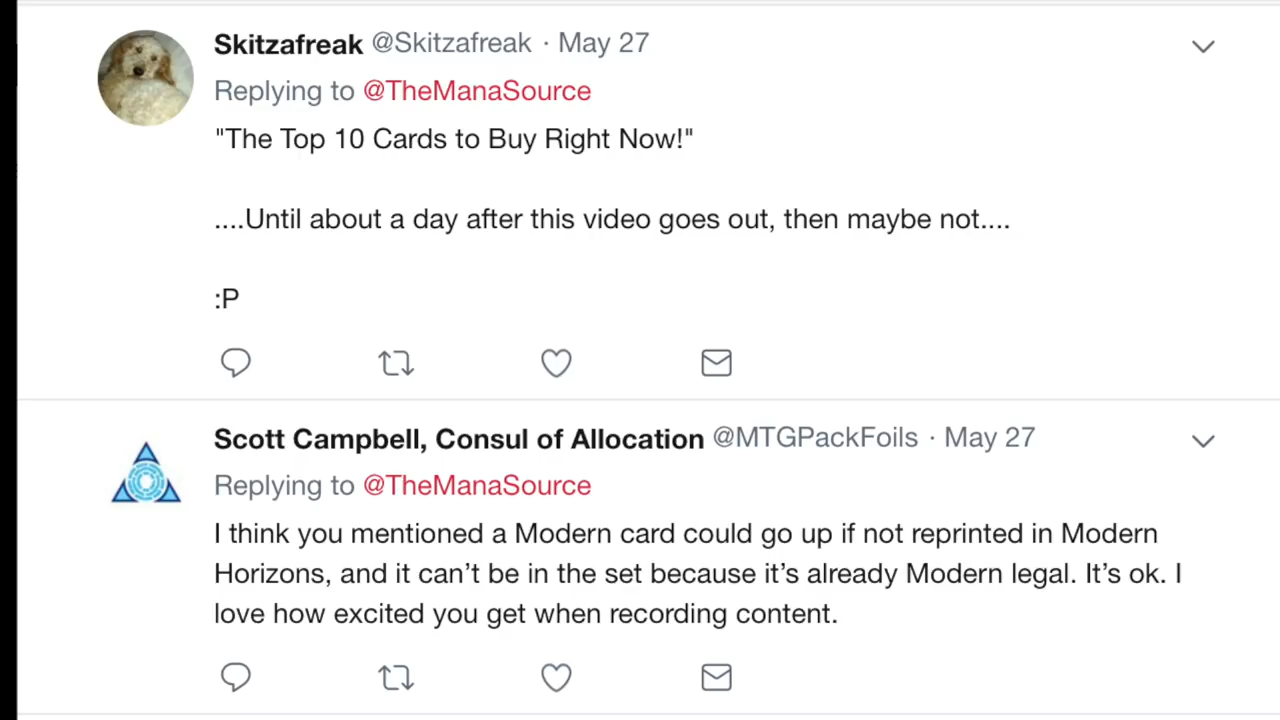 Skitzafreak @Skitzafreak · May 27
Replying to @TheManaSource
"The Top 10 Cards to Buy Right Now!"
....Until about a day after this video goes out, then maybe not....
:P
Scott Campbell, Consul of Allocation @MTGPackFoils · May 27
Replying to @TheManaSource
I think you mentioned a Modern card could go up if not reprinted in Modern
Horizons, and it can’t be in the set because it’s already Modern legal. It’s ok. I
love how excited you get when recording content.